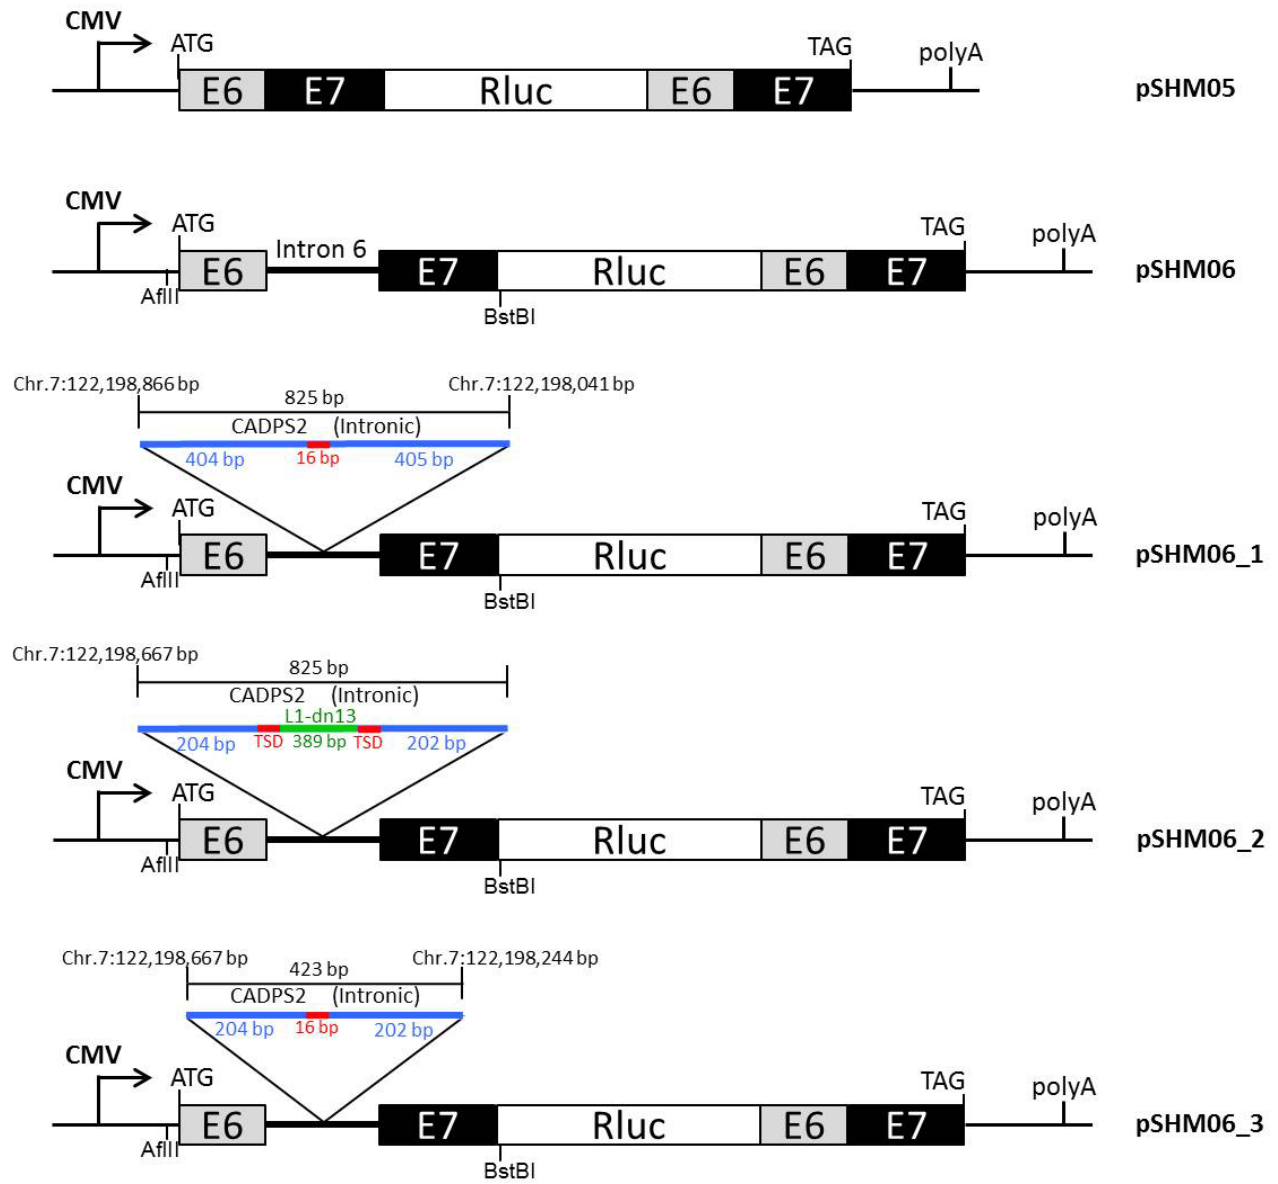 CMV
ATG
TAG
polyA
E6 E7 Rluc E6 E7
pSHM05
CMV
ATG
Intron 6
TAG
polyA
E6 E7 Rluc E6 E7
pSHM06
AflII
BstBI
Chr.7:122,198,866 bp
Chr.7:122,198,041 bp
825 bp
CADPS2 (Intronic)
404 bp 16 bp 405 bp
CMV
ATG
TAG
polyA
E6 E7 Rluc E6 E7
pSHM06_1
AflII
BstBI
Chr.7:122,198,667 bp
825 bp
CADPS2 (Intronic)
L1-dn13
204 bp TSD 389 bp TSD 202 bp
CMV
ATG
TAG
polyA
E6 E7 Rluc E6 E7
pSHM06_2
AflII
BstBI
Chr.7:122,198,667 bp
Chr.7:122,198,244 bp
423 bp
CADPS2 (Intronic)
204 bp 16 bp 202 bp
CMV
ATG
TAG
polyA
E6 E7 Rluc E6 E7
pSHM06_3
AflII
BstBI